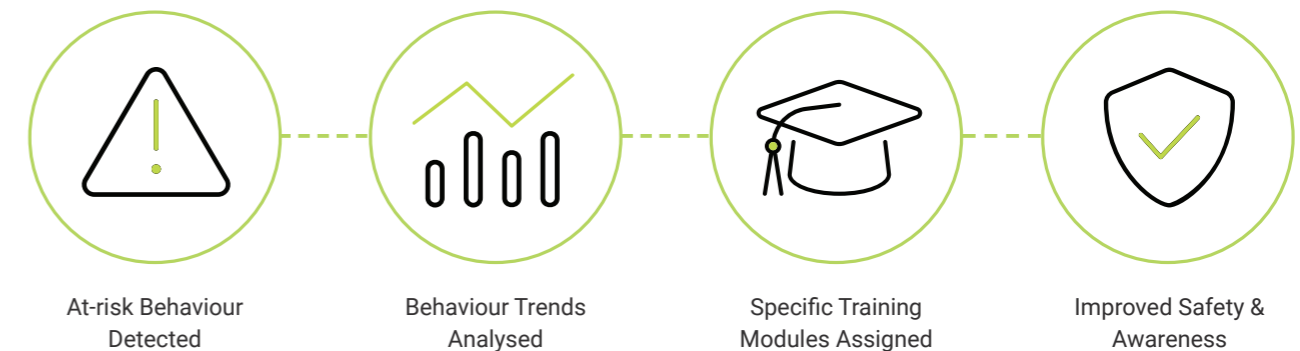 At-risk Behaviour
Detected
Behaviour Trends
Analysed
Specific Training
Modules Assigned
Improved Safety &
Awareness